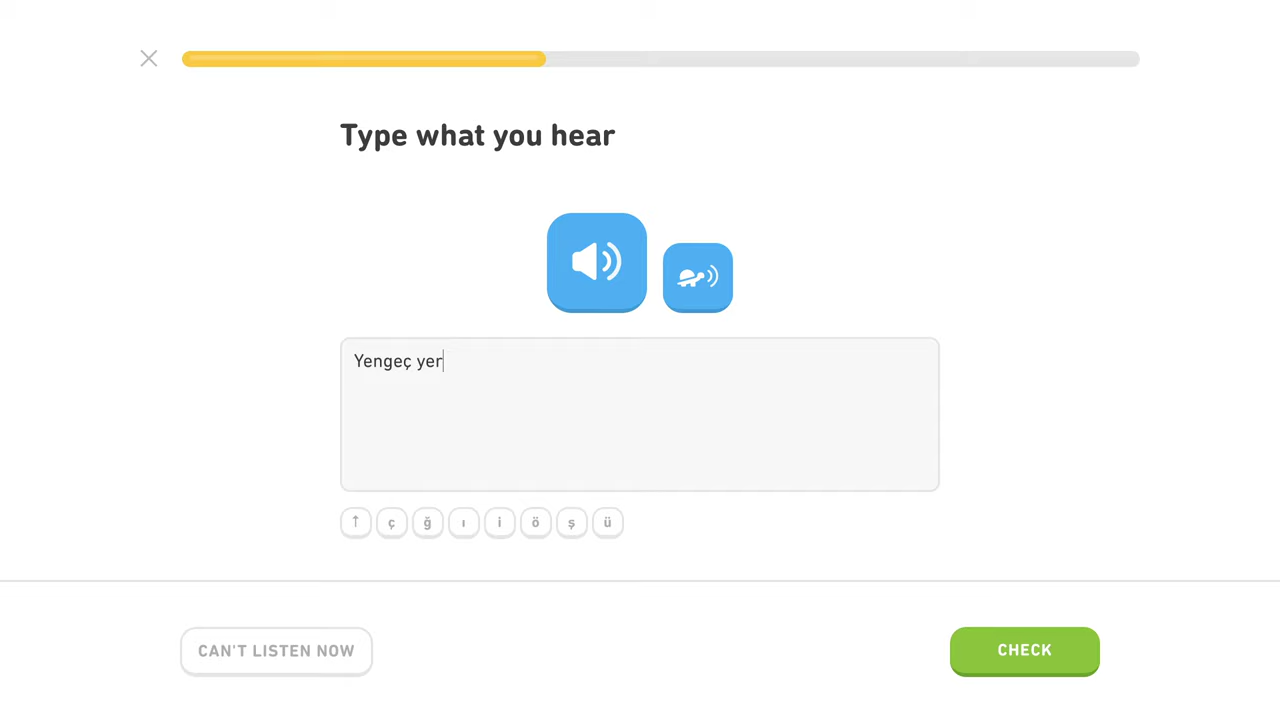 Type what you hear
Yengeç yer
↑ ç ğ ı i ö ş ü
CAN'T LISTEN NOW
CHECK